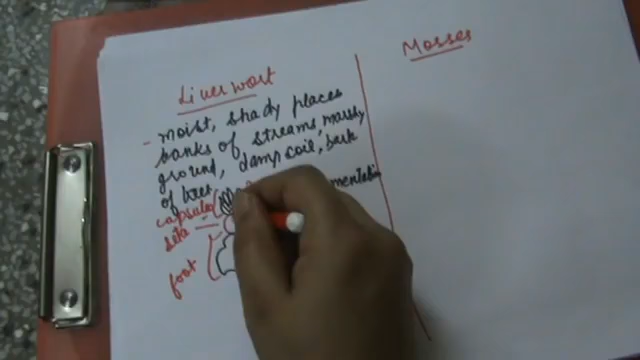 Liverwort
Mosses
- moist, shady places
banks of streams, marshy
ground, damp soil, bark
of trees
capsule
seta
foot